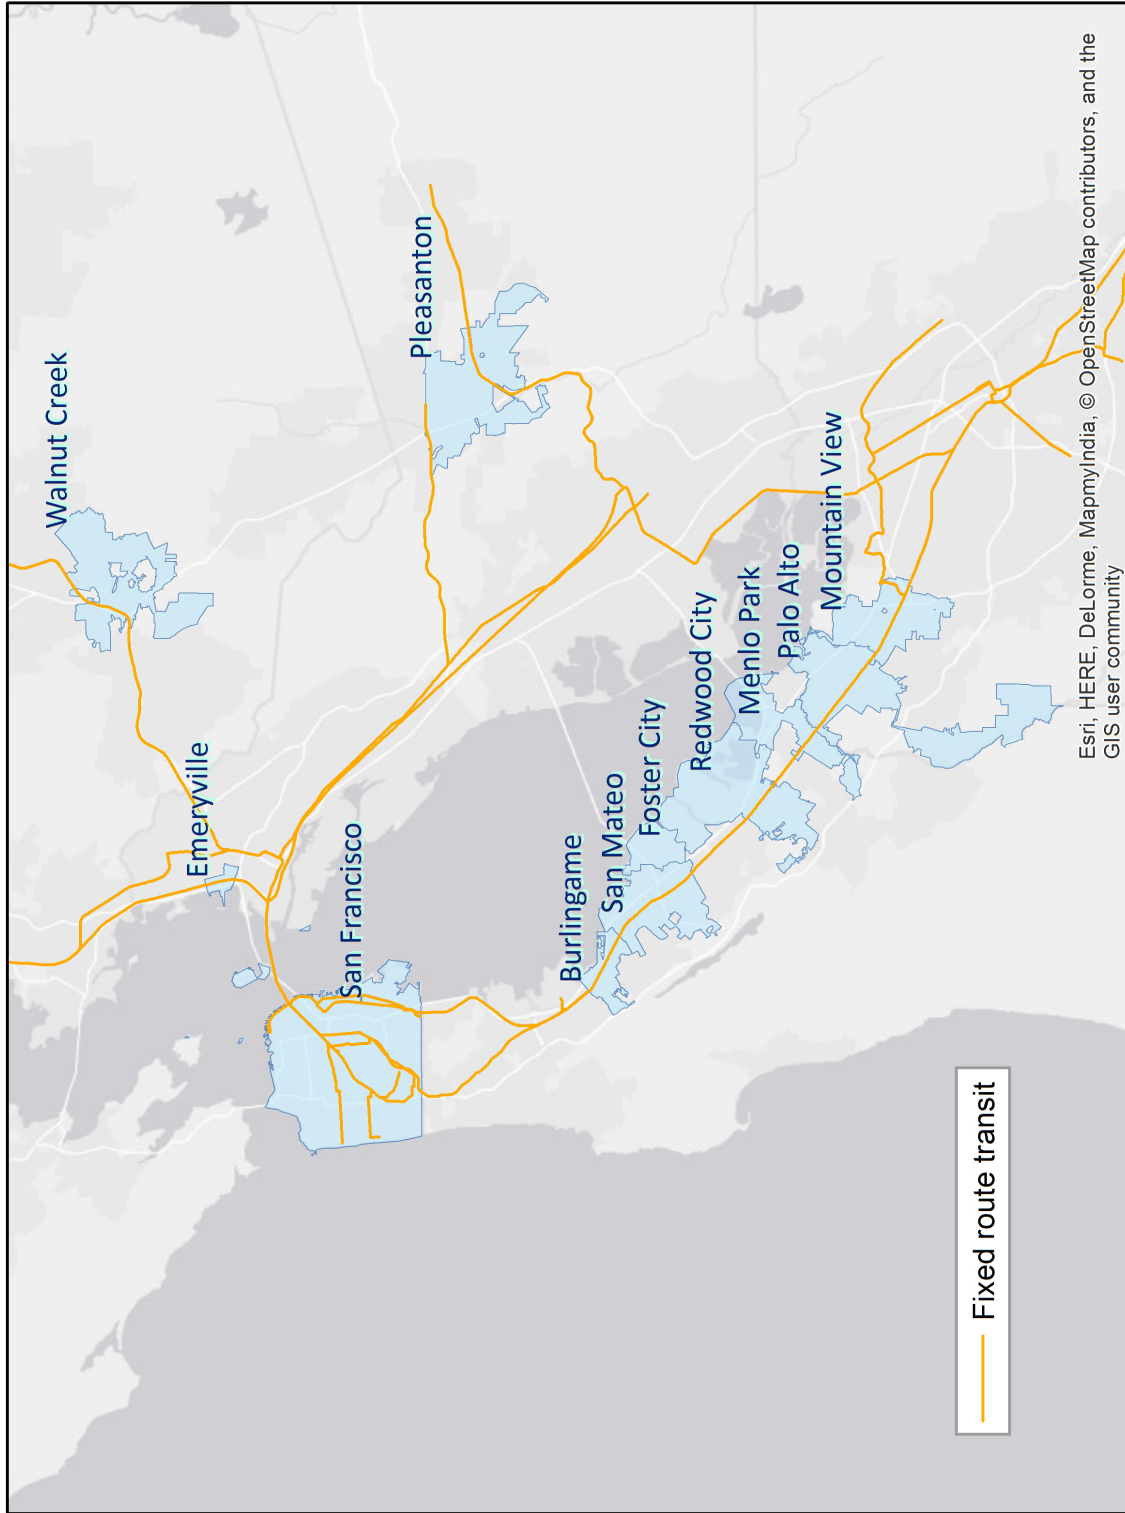 Walnut Creek
Emeryville
Pleasanton
San Francisco
Burlingame
San Mateo
Foster City
Redwood City
Menlo Park
Palo Alto
Mountain View
Fixed route transit
Esri, HERE, DeLorme, MapmyIndia, © OpenStreetMap contributors, and the
GIS user community